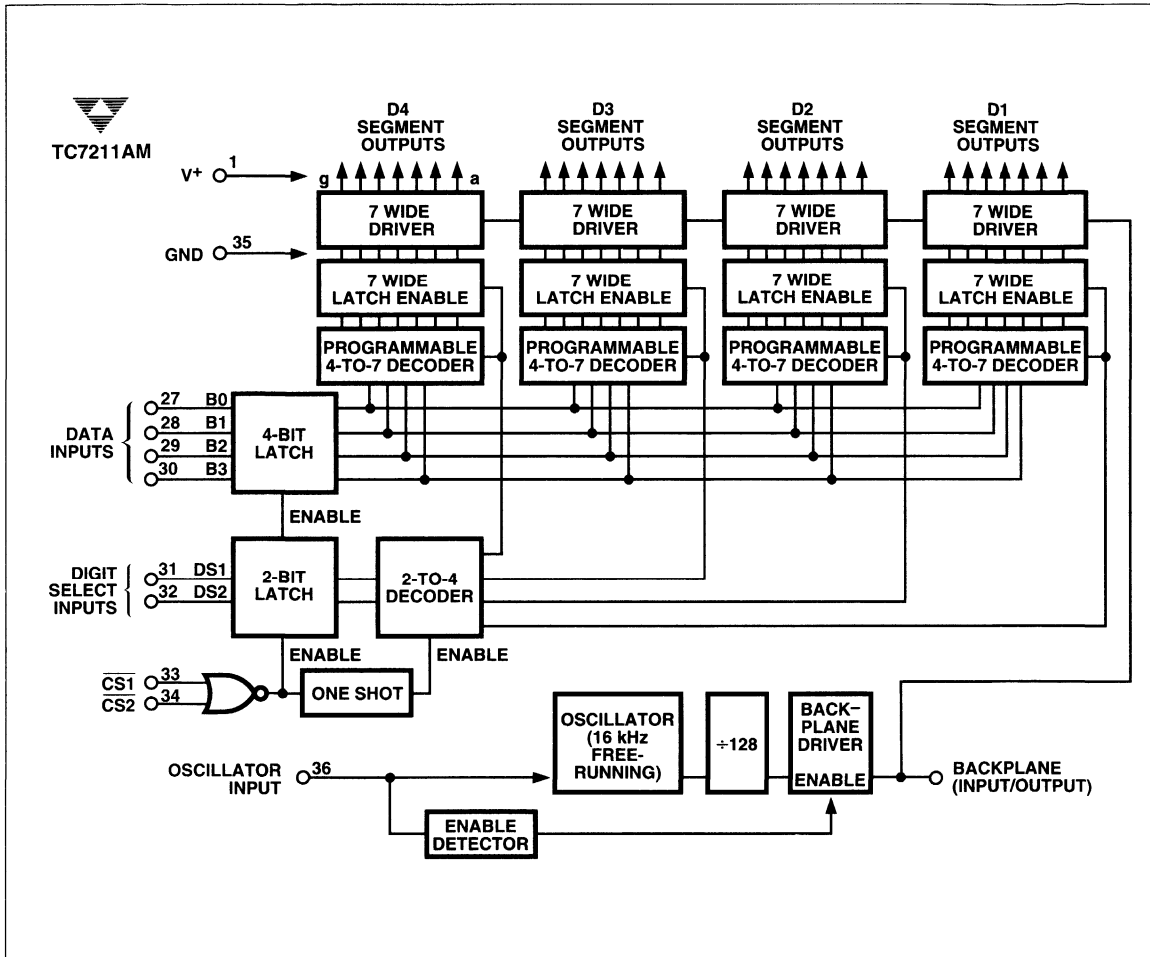 TC7211AM
V+
1
GND
35
D4
SEGMENT
OUTPUTS
D3
SEGMENT
OUTPUTS
D2
SEGMENT
OUTPUTS
D1
SEGMENT
OUTPUTS
g
a
7 WIDE
DRIVER
7 WIDE
DRIVER
7 WIDE
DRIVER
7 WIDE
DRIVER
7 WIDE
LATCH ENABLE
7 WIDE
LATCH ENABLE
7 WIDE
LATCH ENABLE
7 WIDE
LATCH ENABLE
PROGRAMMABLE
4-TO-7 DECODER
PROGRAMMABLE
4-TO-7 DECODER
PROGRAMMABLE
4-TO-7 DECODER
PROGRAMMABLE
4-TO-7 DECODER
DATA
INPUTS
27 B0
28 B1
29 B2
30 B3
4-BIT
LATCH
ENABLE
DIGIT
SELECT
INPUTS
31 DS1
32 DS2
2-BIT
LATCH
2-TO-4
DECODER
ENABLE
ENABLE
CS1 33
CS2 34
ONE SHOT
OSCILLATOR
INPUT
36
OSCILLATOR
(16 kHz
FREE-
RUNNING)
÷128
BACK-
PLANE
DRIVER
ENABLE
BACKPLANE
(INPUT/OUTPUT)
ENABLE
DETECTOR